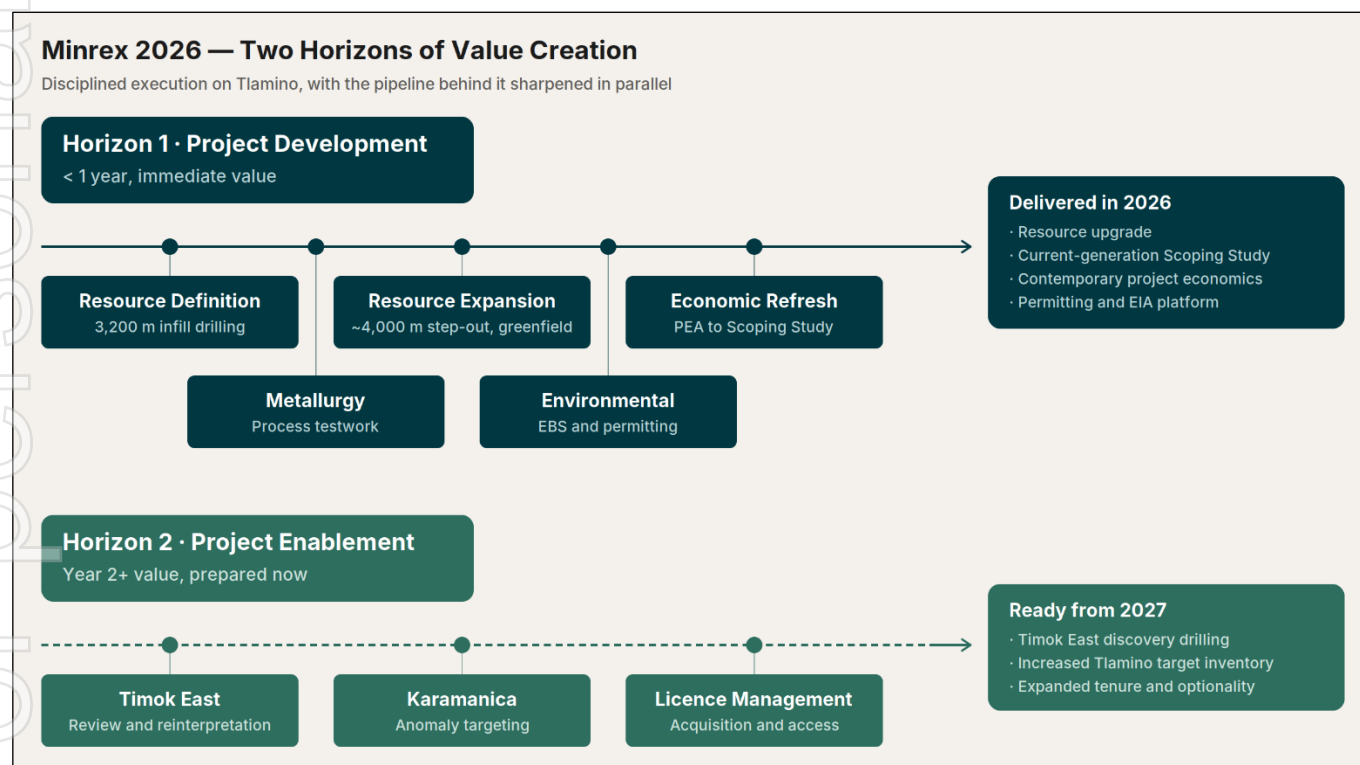 Minrex 2026 — Two Horizons of Value Creation
Disciplined execution on Tlamino, with the pipeline behind it sharpened in parallel
Horizon 1 · Project Development
< 1 year, immediate value
Resource Definition
3,200 m infill drilling
Resource Expansion
~4,000 m step-out, greenfield
Economic Refresh
PEA to Scoping Study
Metallurgy
Process testwork
Environmental
EBS and permitting
Delivered in 2026
· Resource upgrade
· Current-generation Scoping Study
· Contemporary project economics
· Permitting and EIA platform
Horizon 2 · Project Enablement
Year 2+ value, prepared now
Timok East
Review and reinterpretation
Karamanica
Anomaly targeting
Licence Management
Acquisition and access
Ready from 2027
· Timok East discovery drilling
· Increased Tlamino target inventory
· Expanded tenure and optionality